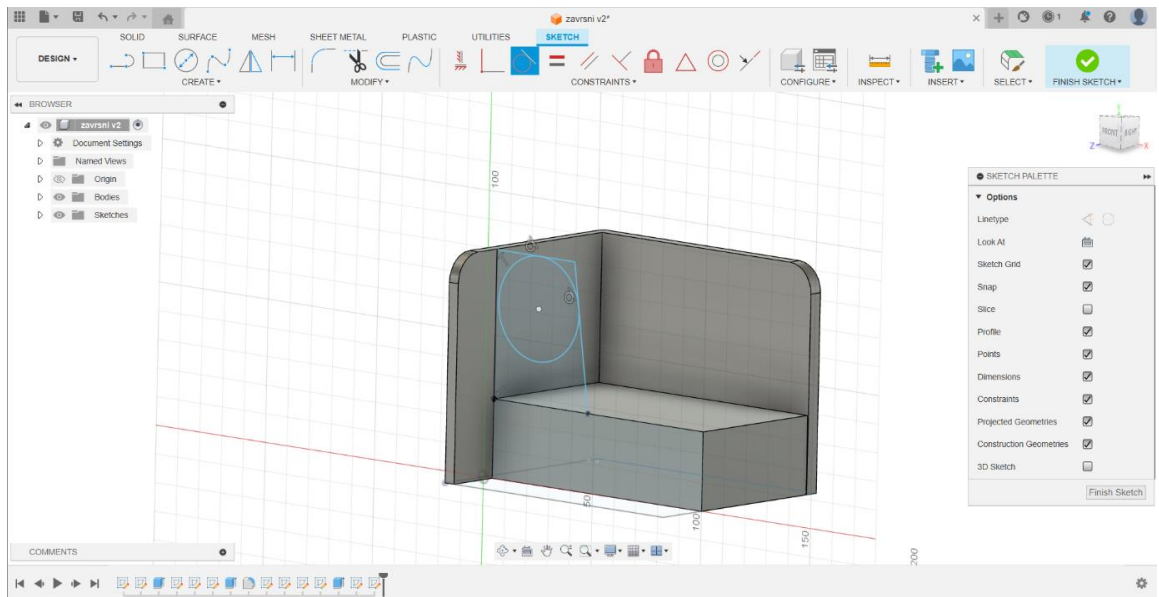 zavrsni v2*
1
DESIGN
SOLID SURFACE MESH SHEET METAL PLASTIC UTILITIES SKETCH
CREATE MODIFY CONSTRAINTS CONFIGURE INSPECT INSERT SELECT FINISH SKETCH
BROWSER
zavrsni v2
Document Settings
Named Views
Origin
Bodies
Sketches
100
50
100
150
200
FRONT RIGHT
Y
Z X
SKETCH PALETTE
Options
Linetype
Look At
Sketch Grid
Snap
Slice
Profile
Points
Dimensions
Constraints
Projected Geometries
Construction Geometries
3D Sketch
Finish Sketch
COMMENTS